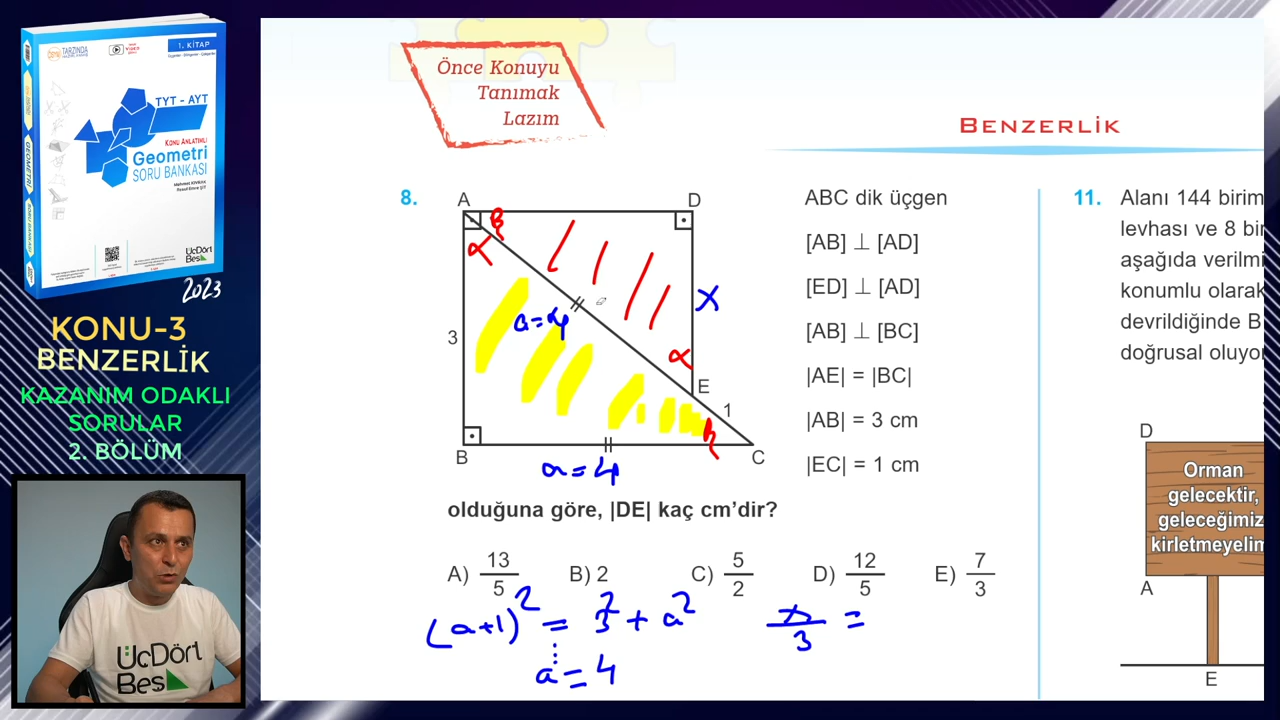 TARZINDA
1. KİTAP
TYT - AYT
KONU ANLATIMLI
Geometri
SORU BANKASI
ÜçDört
Beş
2023
KONU-3
BENZERLİK
KAZANIM ODAKLI
SORULAR
2. BÖLÜM
ÜcDört
Bes
Önce Konuyu
Tanımak
Lazım
BENZERLİK
8.
A
D
β
α
3
a=4
x
α
E
1
β
B
C
a=4
ABC dik üçgen
[AB] ⊥ [AD]
[ED] ⊥ [AD]
[AB] ⊥ [BC]
|AE| = |BC|
|AB| = 3 cm
|EC| = 1 cm
olduğuna göre, |DE| kaç cm’dir?
A) 13/5 B) 2 C) 5/2 D) 12/5 E) 7/3
(a+1)² = 3² + a²
a=4
x/3 =
11. Alanı 144 birim
levhası ve 8 bir
aşağıda verilmi
konumlu olarak
devrildiğinde B
doğrusal oluyo
D
Orman
gelecektir,
geleceğimiz
kirletmeyelim
A
E